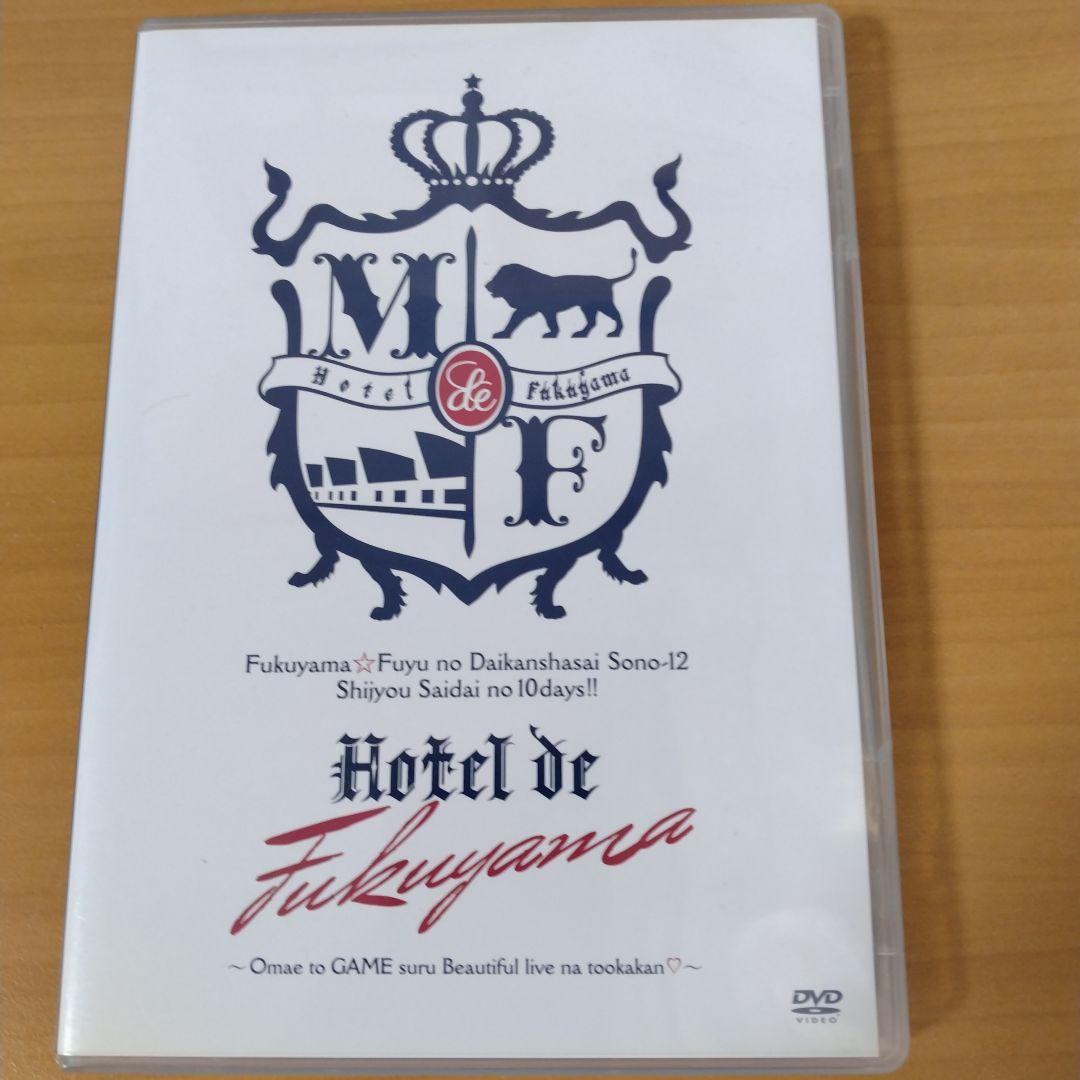 M
Hotel de Fukuyama
F
Fukuyama☆Fuyu no Daikanshasai Sono-12
Shijyou Saidai no 10days!!
Hotel de
Fukuyama
~Omae to GAME suru Beautiful live na tookakan♡~
DVD
VIDEO